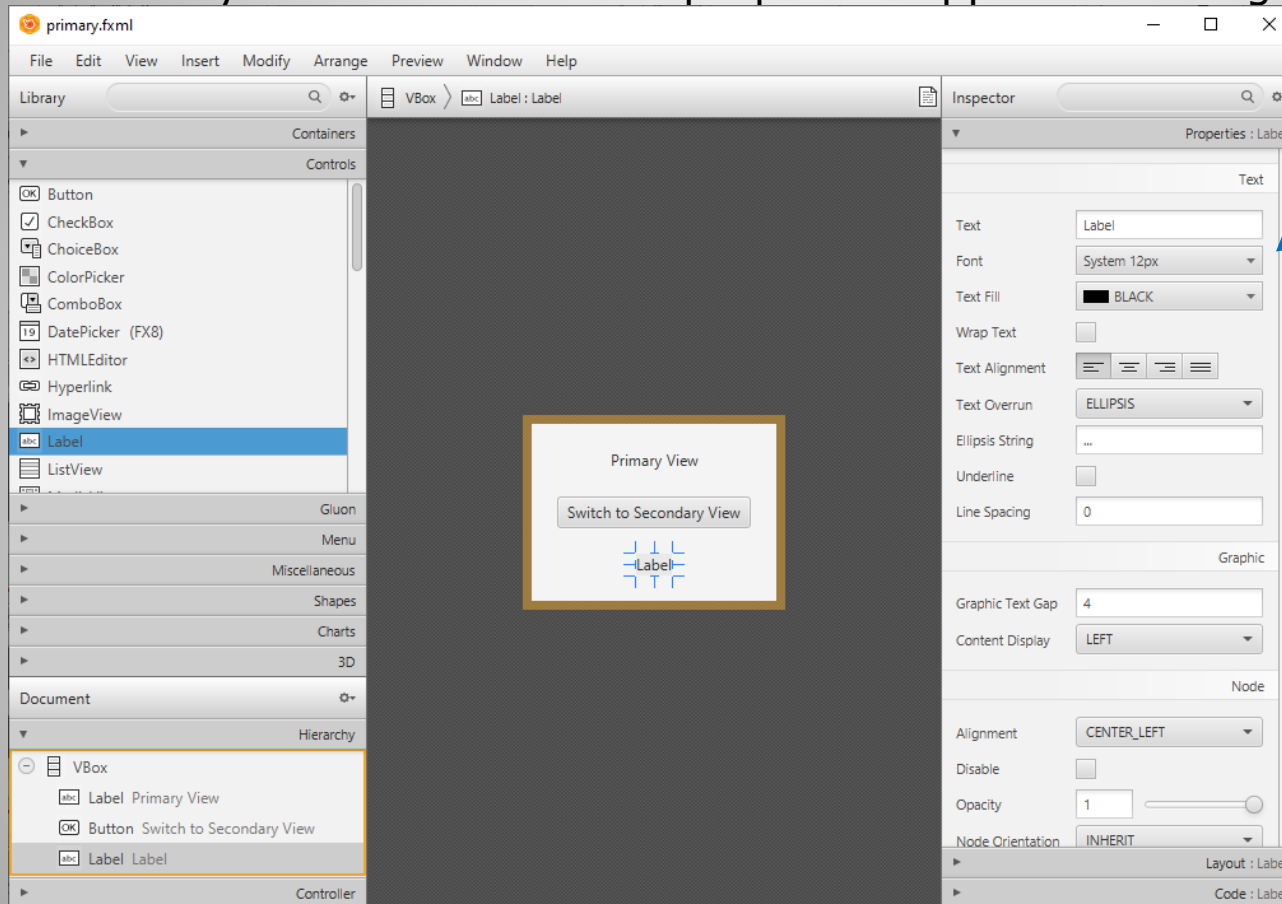 primary.fxml
File Edit View Insert Modify Arrange Preview Window Help
Library
Containers
Controls
Button
CheckBox
ChoiceBox
ColorPicker
ComboBox
DatePicker (FX8)
HTMLEditor
Hyperlink
ImageView
Label
ListView
Gluon
Menu
Miscellaneous
Shapes
Charts
3D
Document
Hierarchy
VBox
Label Primary View
Button Switch to Secondary View
Label Label
Controller
VBox Label : Label
Primary View
Switch to Secondary View
Label
Inspector
Properties : Labe
Text
Text Label
Font System 12px
Text Fill BLACK
Wrap Text
Text Alignment
Text Overrun ELLIPSIS
Ellipsis String ...
Underline
Line Spacing 0
Graphic
Graphic Text Gap 4
Content Display LEFT
Node
Alignment CENTER_LEFT
Disable
Opacity 1
Node Orientation INHERIT
Layout : Labe
Code : Labe